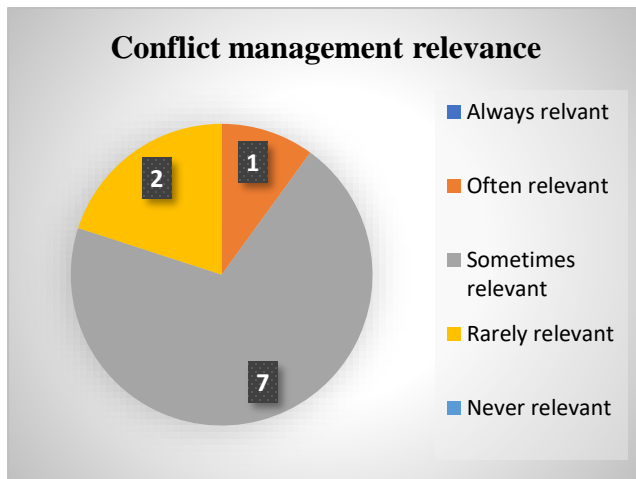 Conflict management relevance
1
2
7
Always relvant
Often relevant
Sometimes
relevant
Rarely relevant
Never relevant